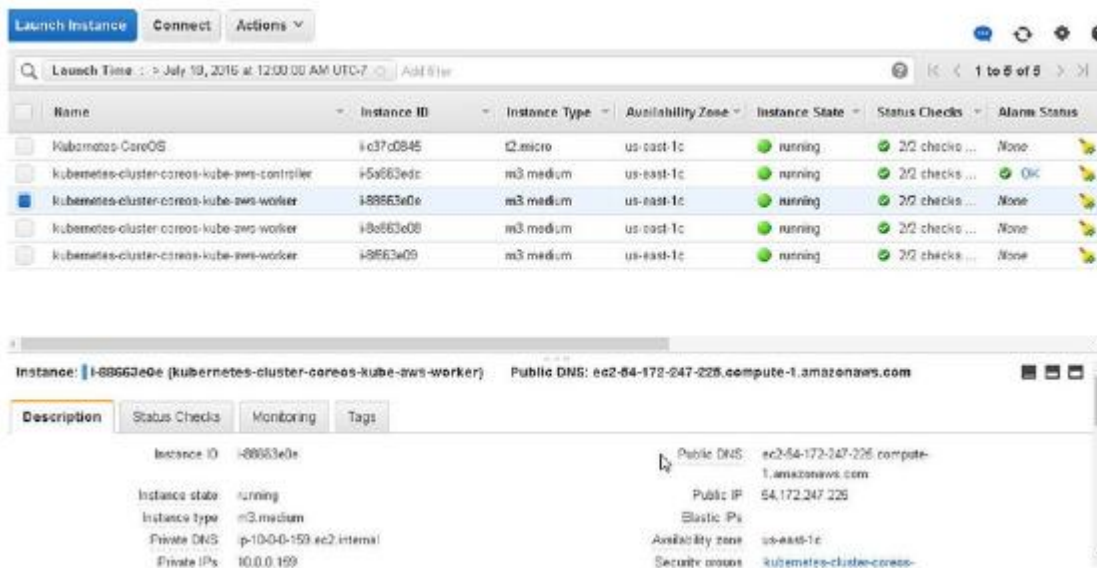 Launch Instance Connect Actions
Launch Time : > July 19, 2016 at 12:00:00 AM UTC-7 Add filter 1 to 5 of 5
Name Instance ID Instance Type Availability Zone Instance State Status Checks Alarm Status
Kubernetes-CoreOS i-c37c0845 t2.micro us-east-1c running 2/2 checks ... None
kubernetes-cluster-coreos-kube-aws-controller i-5a663edc m3.medium us-east-1c running 2/2 checks ... OK
kubernetes-cluster-coreos-kube-aws-worker i-88663e0e m3.medium us-east-1c running 2/2 checks ... None
kubernetes-cluster-coreos-kube-aws-worker i-8e663e08 m3.medium us-east-1c running 2/2 checks ... None
kubernetes-cluster-coreos-kube-aws-worker i-8f663e09 m3.medium us-east-1c running 2/2 checks ... None
Instance: i-88663e0e (kubernetes-cluster-coreos-kube-aws-worker) Public DNS: ec2-54-172-247-226.compute-1.amazonaws.com
Description Status Checks Monitoring Tags
Instance ID i-88663e0e Public DNS ec2-54-172-247-226.compute-
1.amazonaws.com
Instance state running Public IP 54.172.247.226
Instance type m3.medium Elastic IPs
Private DNS ip-10-0-0-159.ec2.internal Availability zone us-east-1c
Private IPs 10.0.0.159 Security groups kubernetes-cluster-coreos-